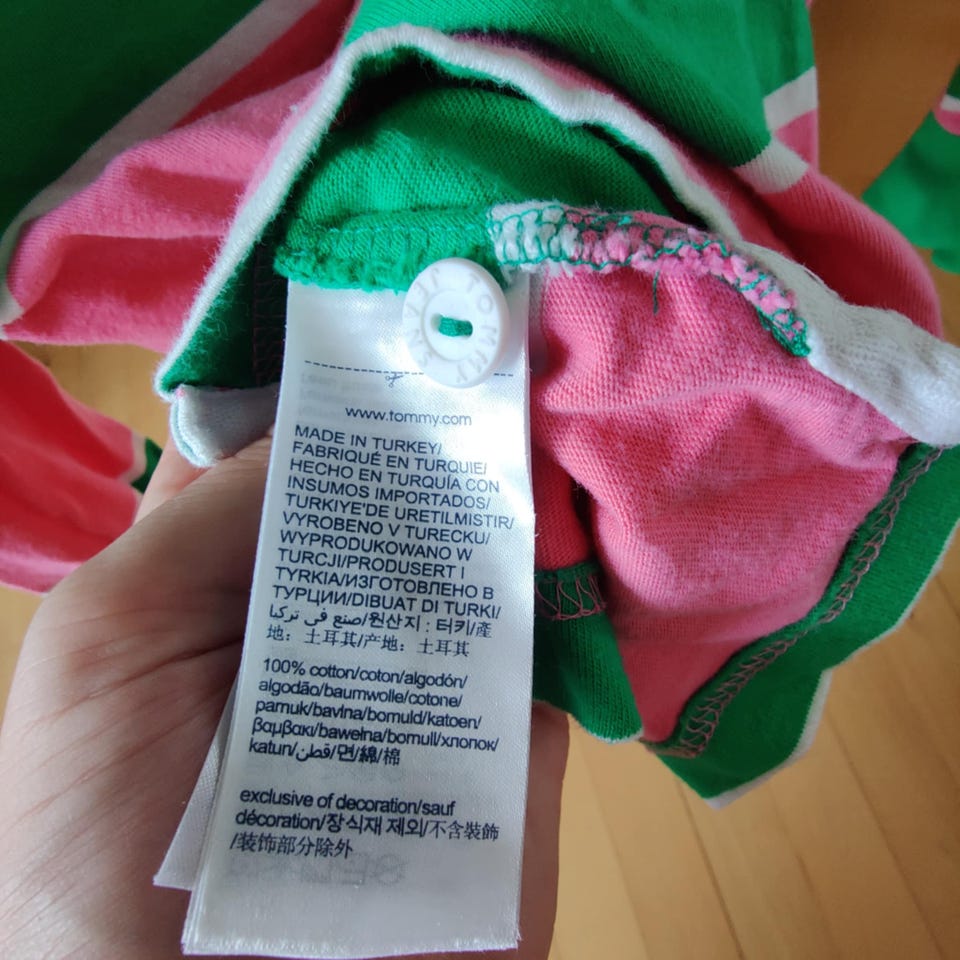 TOMMY JEANS
www.tommy.com
MADE IN TURKEY/
FABRIQUÉ EN TURQUIE/
HECHO EN TURQUÍA CON
INSUMOS IMPORTADOS/
TURKIYE'DE URETILMISTIR/
VYROBENO V TURECKU/
WYPRODUKOWANO W
TURCJI/PRODUSERT I
TYRKIA/ИЗГОТОВЛЕНО В
ТУРЦИИ/DIBUAT DI TURKI/
صنع في تركيا/원산지 : 터키/產
地：土耳其/产地：土耳其
100% cotton/coton/algodón/
algodão/baumwolle/cotone/
pamuk/bavlna/bomuld/katoen/
βαμβακι/bawełna/bomull/хлопок/
katun/قطن/면/綿/棉
exclusive of decoration/sauf
décoration/장식재 제외/不含裝飾
/装饰部分除外